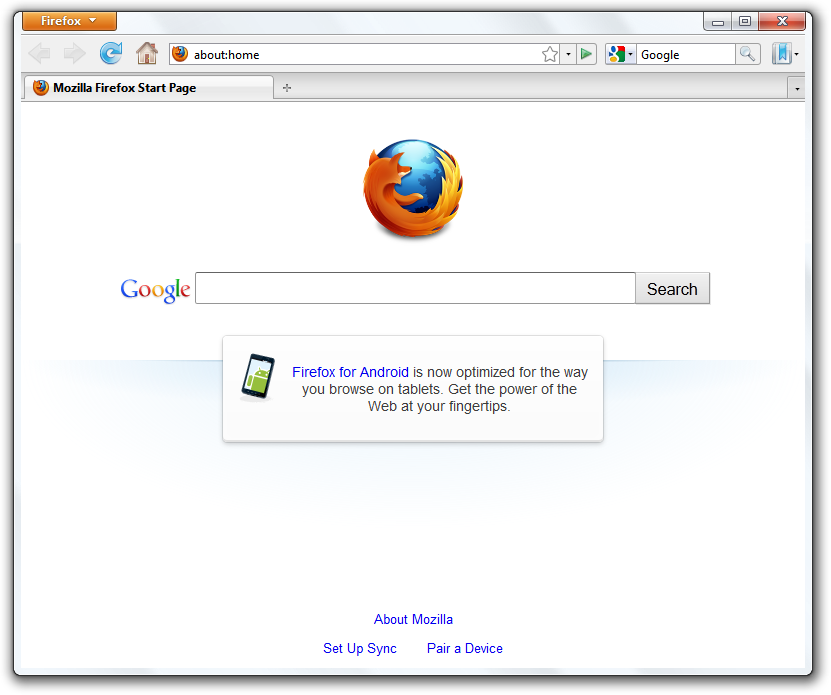 Firefox
about:home
Google
Mozilla Firefox Start Page
Google
Search
Firefox for Android is now optimized for the way
you browse on tablets. Get the power of the
Web at your fingertips.
About Mozilla
Set Up Sync
Pair a Device